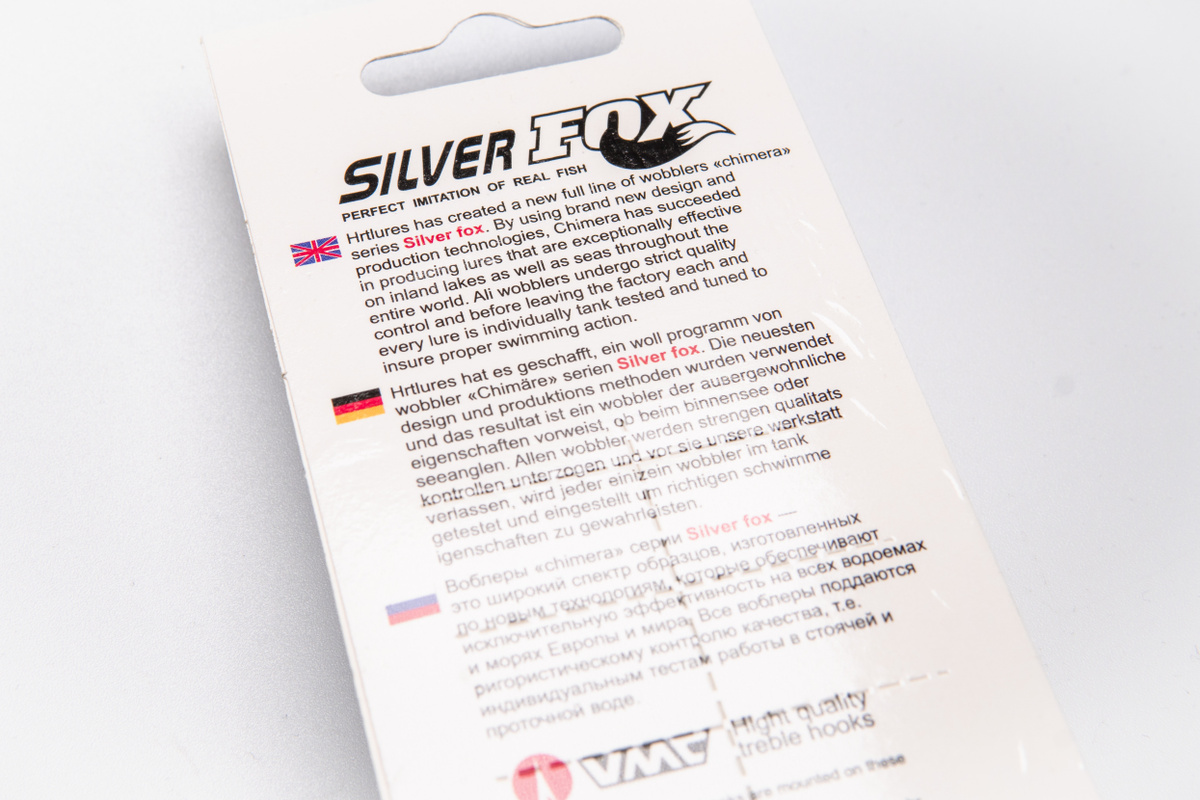 SILVER FOX
PERFECT IMITATION OF REAL FISH
Hrtlures has created a new full line of wobblers «chimera»
series Silver fox. By using brand new design and
production technologies, Chimera has succeeded
in producing lures that are exceptionally effective
on inland lakes as well as seas throughout the
entire world. Ali wobblers undergo strict quality
control and before leaving the factory each and
every lure is individually tank tested and tuned to
insure proper swimming action.
Hrtlures hat es geschafft, ein woll programm von
wobbler «Chimäre» serien Silver fox. Die neuesten
design und produktions methoden wurden verwendet
und das resultat ist ein wobbler der außergewohnliche
eigenschaften vorweist, ob beim binnensee oder
seeanglen. Allen wobbler werden strengen qualitats
kontrollen unterzogen und vor sie unsere werkstatt
verlassen, wird jeder einizein wobbler im tank
getestet und eingestellt um richtigen schwimme
igenschaften zu gewahrleisten.
Воблеры «chimera» серии Silver fox —
это широкий спектр образцов, изготовленных
по новым технологиям, которые обеспечивают
исключительную эффективность на всех водоемах
и морях Европы и мира. Все воблеры поддаются
ригористическому контролю качества, т.е.
индивидуальным тестам работы в стоячей и
проточной воде.
VMC Hight quality
treble hooks
are mounted on these